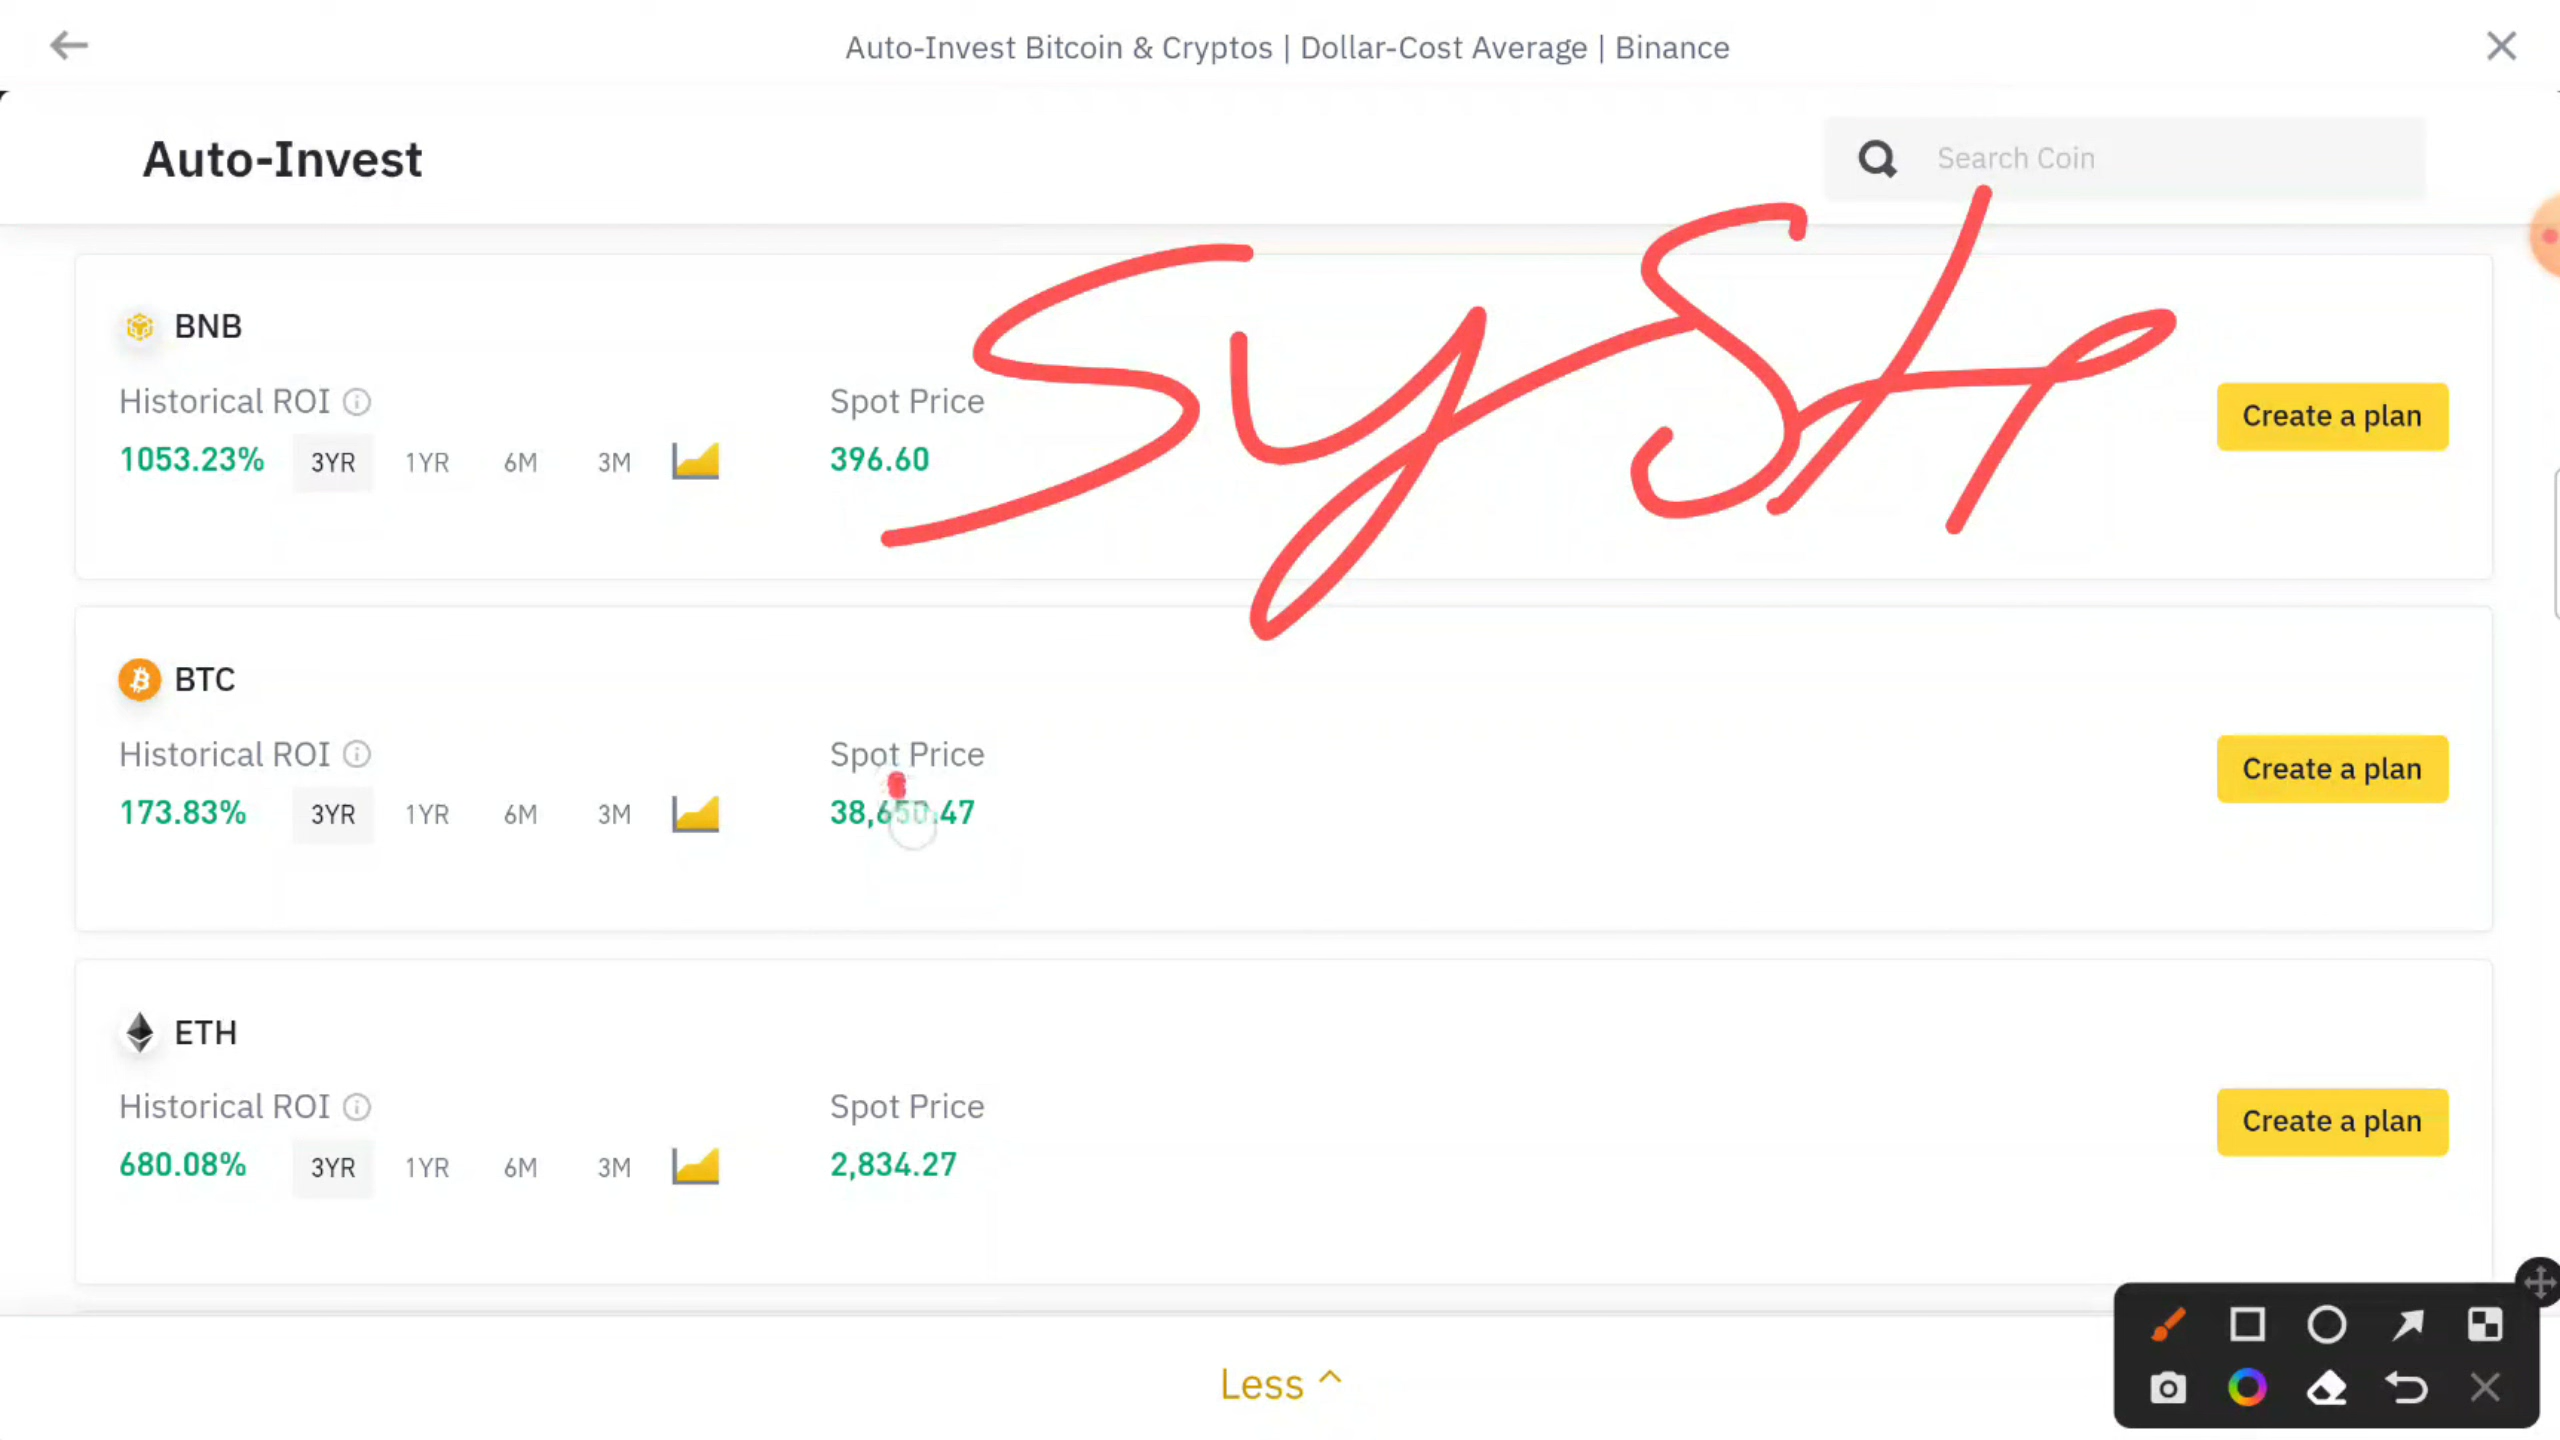 Auto-Invest Bitcoin & Cryptos | Dollar-Cost Average | Binance
Auto-Invest
Search Coin
BNB
Historical ROI
Spot Price
1053.23% 3YR 1YR 6M 3M
396.60
Create a plan
BTC
Historical ROI
Spot Price
173.83% 3YR 1YR 6M 3M
38,650.47
Create a plan
ETH
Historical ROI
Spot Price
680.08% 3YR 1YR 6M 3M
2,834.27
Create a plan
Less